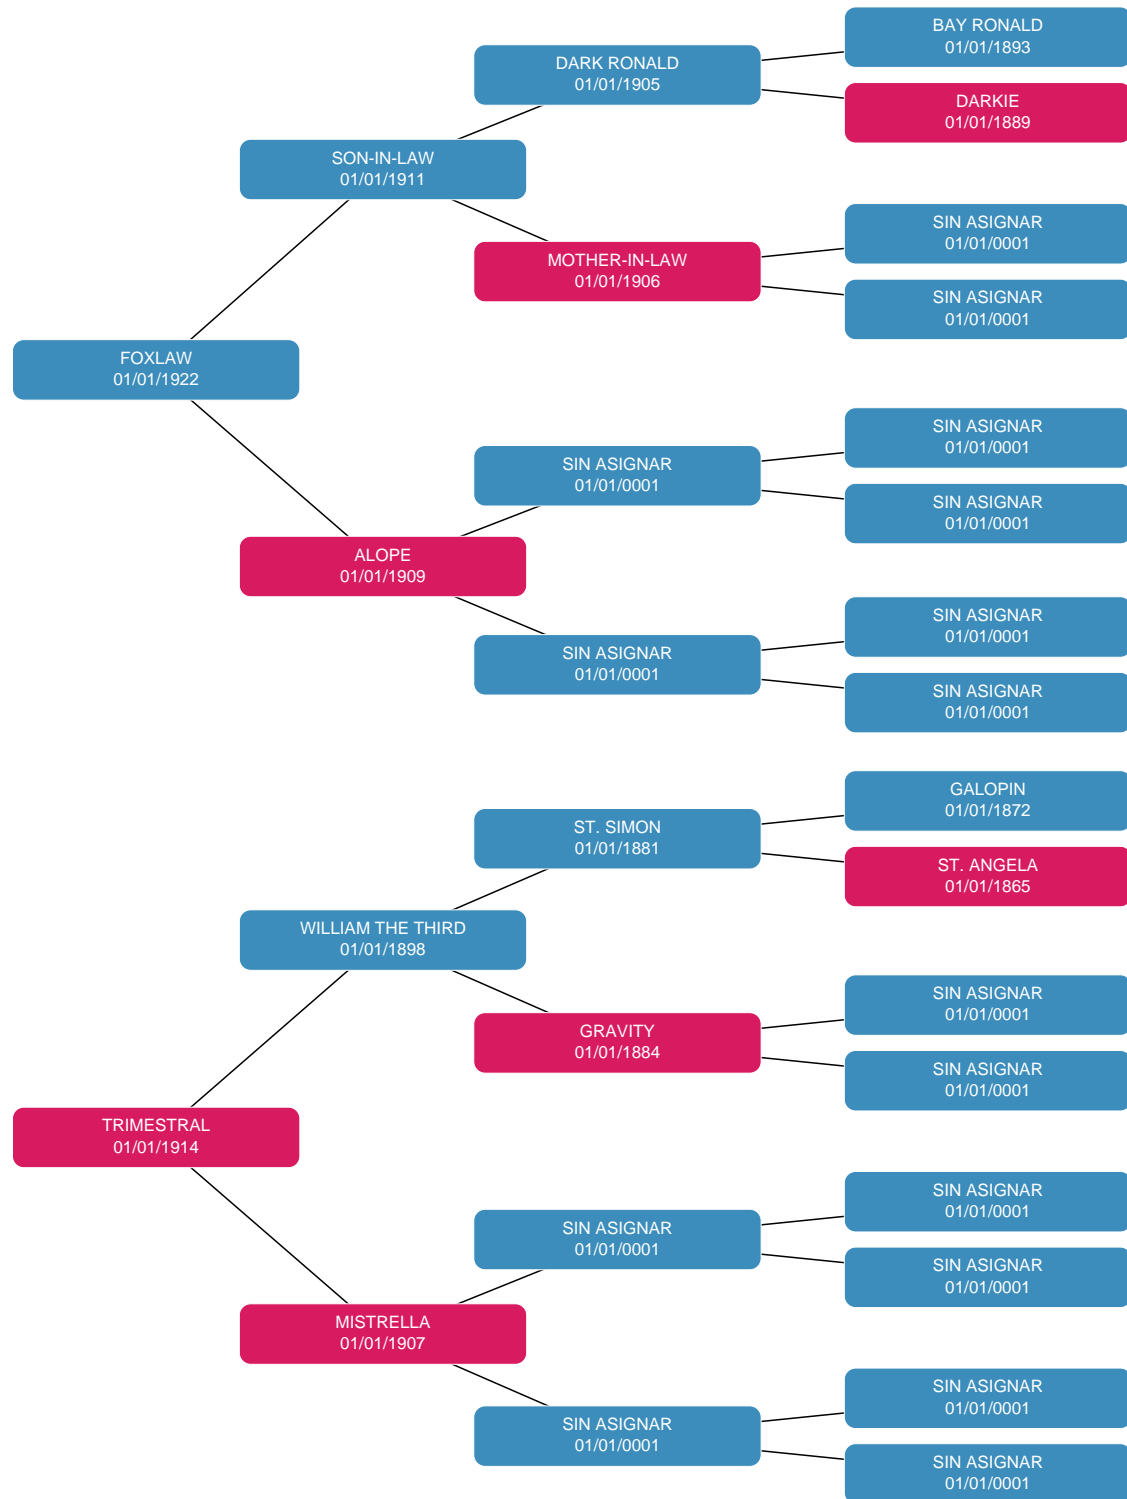 BAY RONALD
01/01/1893
DARK RONALD
01/01/1905
DARKIE
01/01/1889
SON-IN-LAW
01/01/1911
SIN ASIGNAR
01/01/0001
MOTHER-IN-LAW
01/01/1906
SIN ASIGNAR
01/01/0001
FOXLAW
01/01/1922
SIN ASIGNAR
01/01/0001
SIN ASIGNAR
01/01/0001
SIN ASIGNAR
01/01/0001
ALOPE
01/01/1909
SIN ASIGNAR
01/01/0001
SIN ASIGNAR
01/01/0001
SIN ASIGNAR
01/01/0001
GALOPIN
01/01/1872
ST. SIMON
01/01/1881
ST. ANGELA
01/01/1865
WILLIAM THE THIRD
01/01/1898
SIN ASIGNAR
01/01/0001
GRAVITY
01/01/1884
SIN ASIGNAR
01/01/0001
TRIMESTRAL
01/01/1914
SIN ASIGNAR
01/01/0001
SIN ASIGNAR
01/01/0001
SIN ASIGNAR
01/01/0001
MISTRELLA
01/01/1907
SIN ASIGNAR
01/01/0001
SIN ASIGNAR
01/01/0001
SIN ASIGNAR
01/01/0001